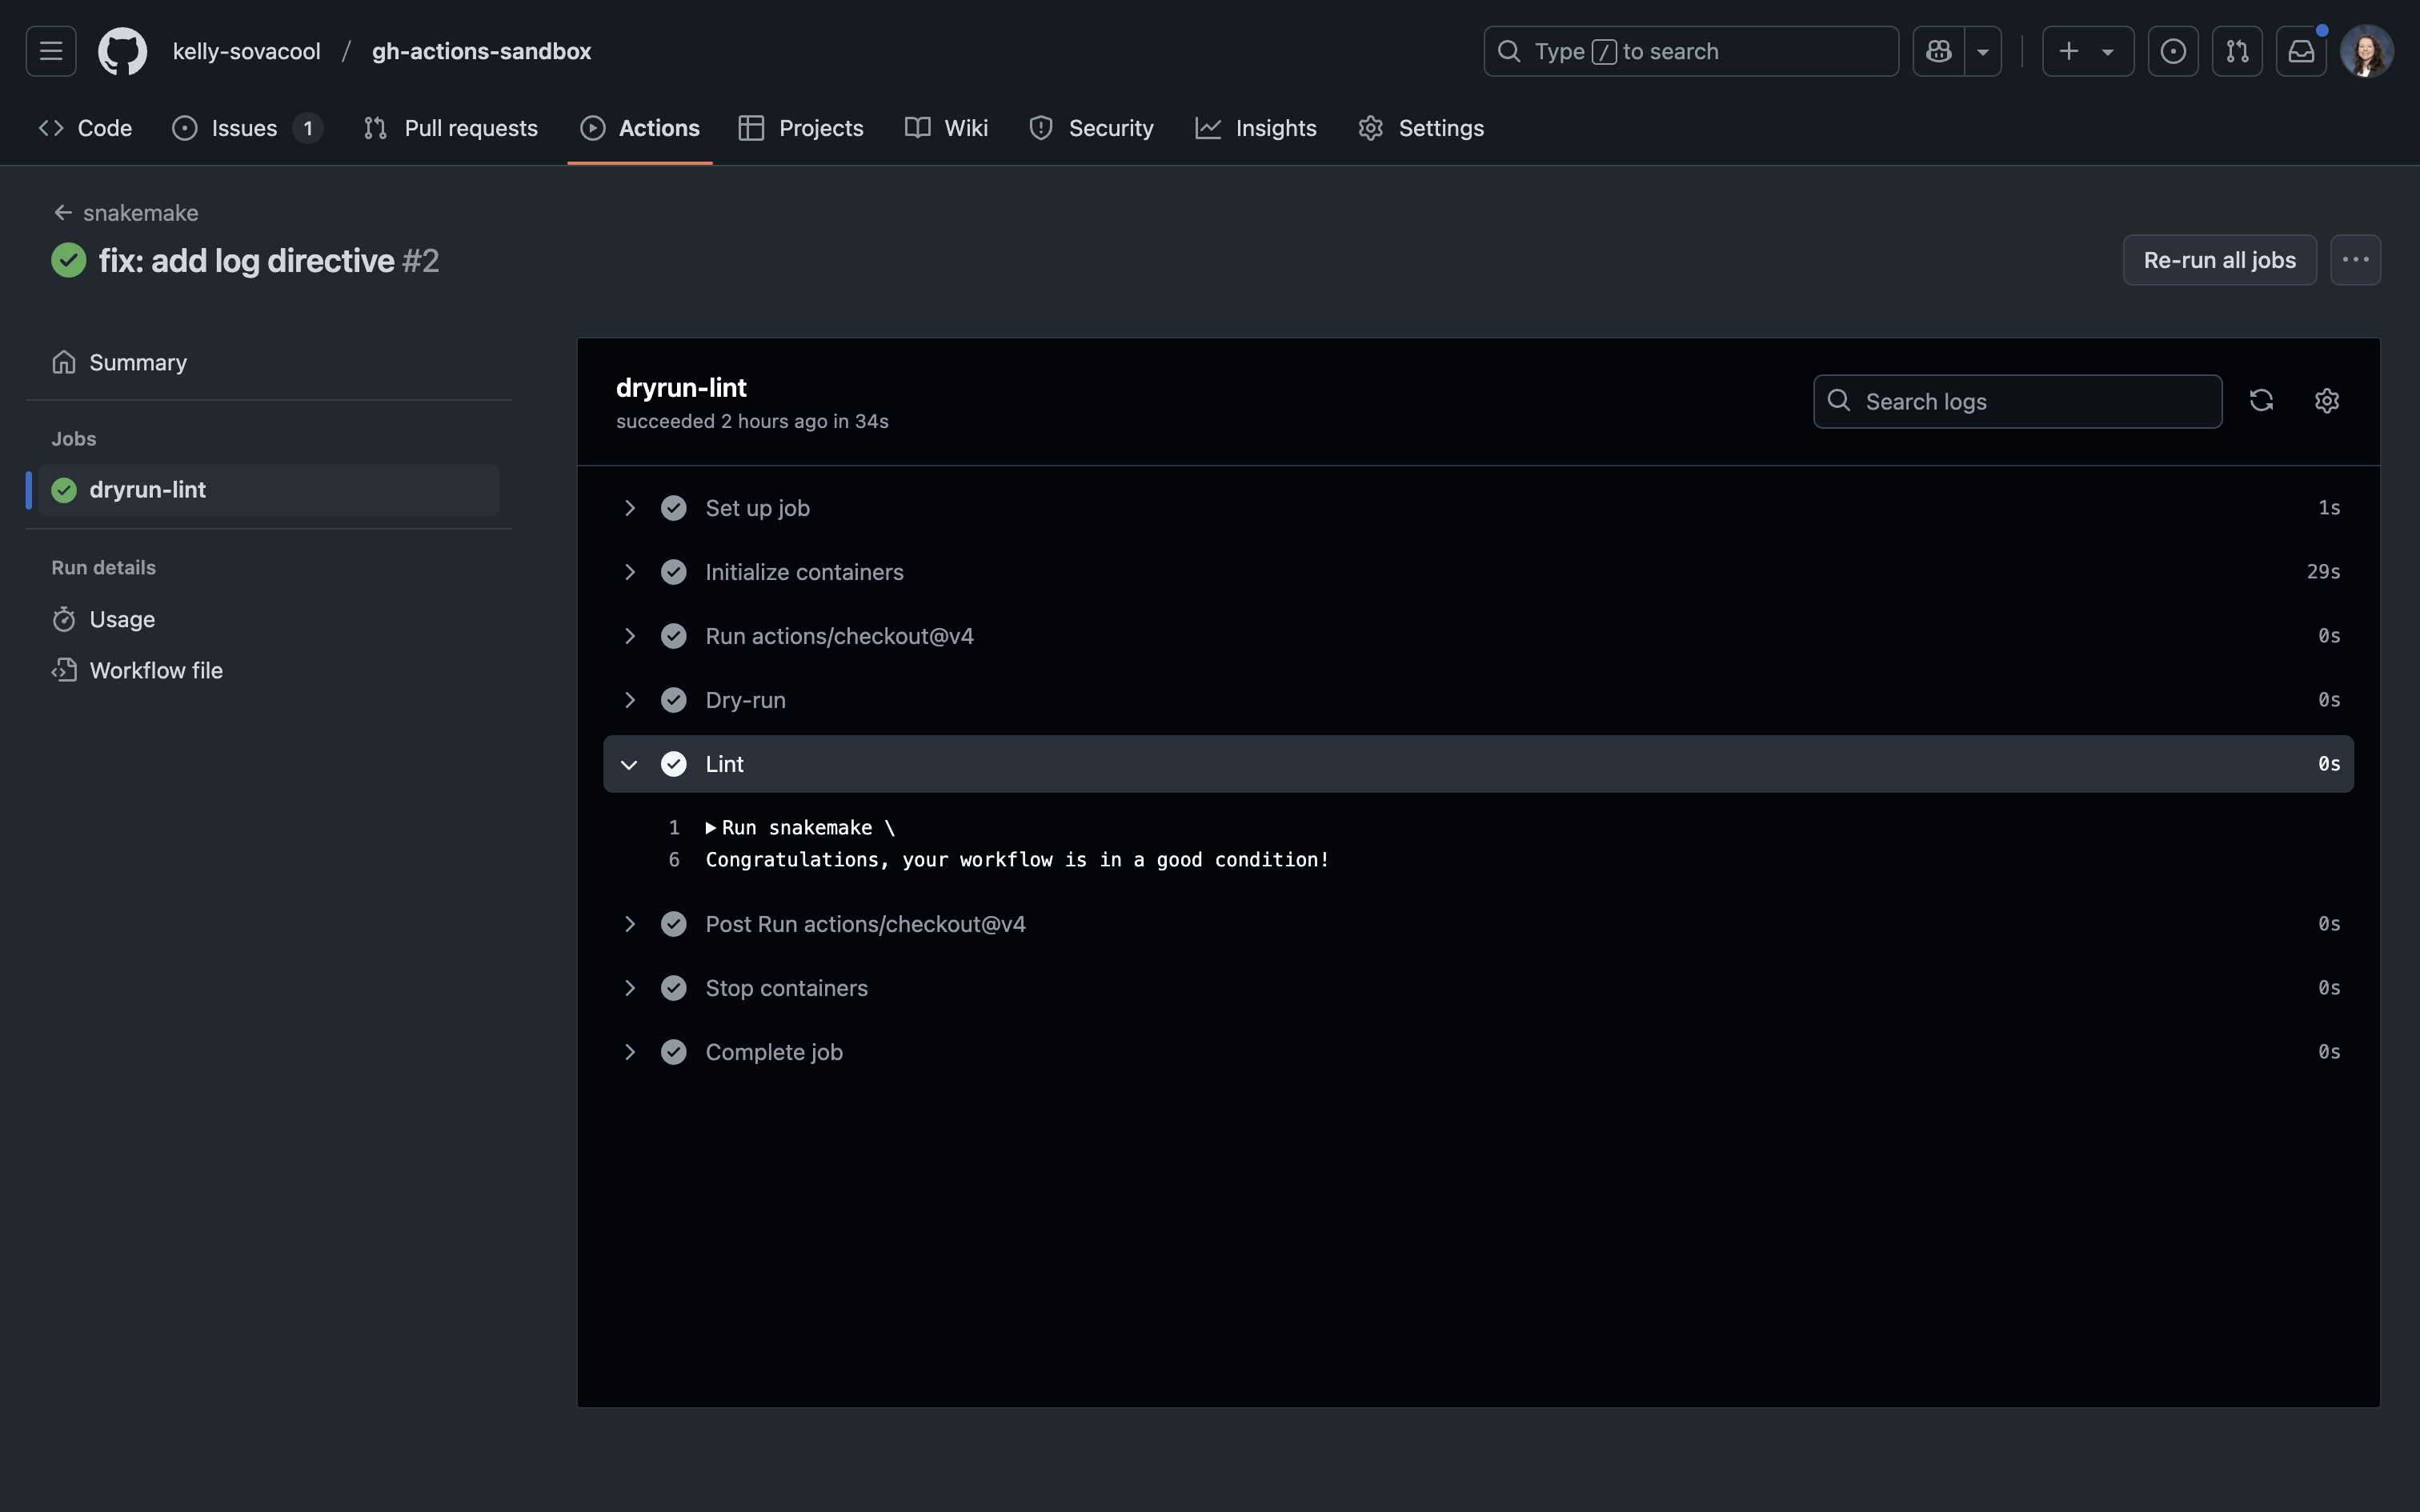 kelly-sovacool / gh-actions-sandbox
Type / to search
Code
Issues 1
Pull requests
Actions
Projects
Wiki
Security
Insights
Settings
snakemake
fix: add log directive #2
Re-run all jobs
Summary
Jobs
dryrun-lint
Run details
Usage
Workflow file
dryrun-lint
succeeded 2 hours ago in 34s
Search logs
Set up job 1s
Initialize containers 29s
Run actions/checkout@v4 0s
Dry-run 0s
Lint 0s
1 Run snakemake \
6 Congratulations, your workflow is in a good condition!
Post Run actions/checkout@v4 0s
Stop containers 0s
Complete job 0s